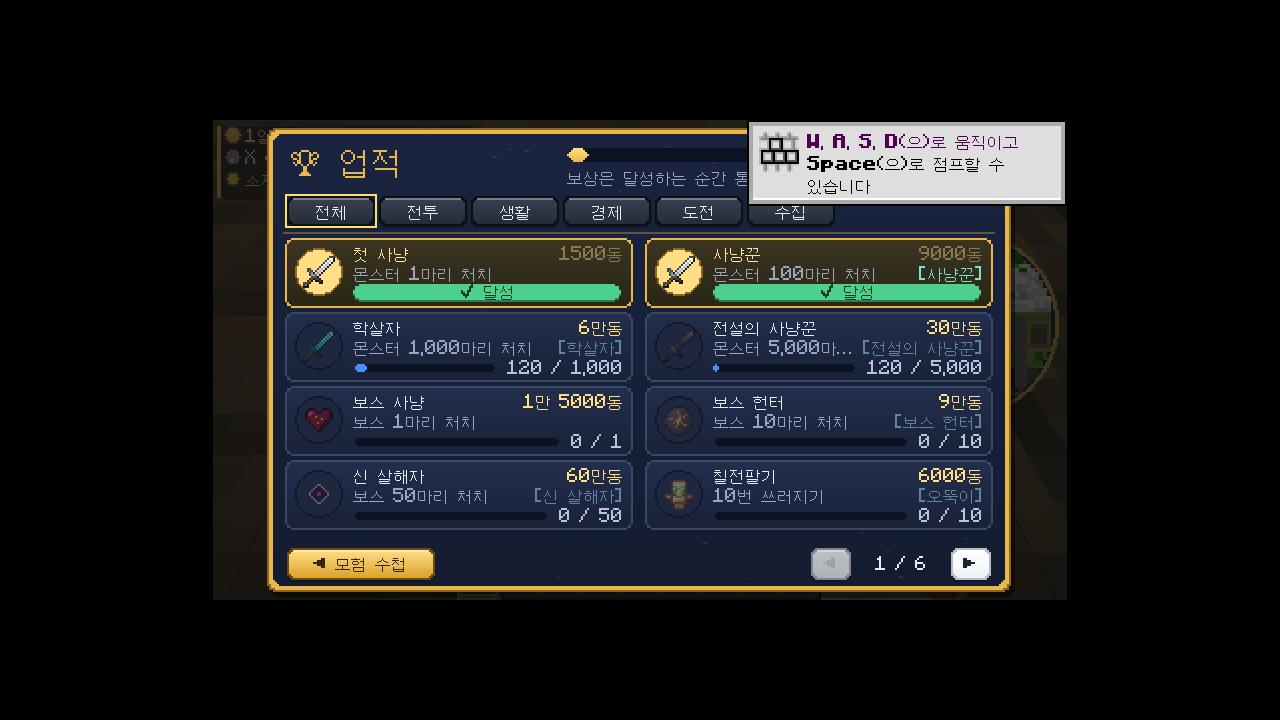 1일
X
소지
업적
보상은 달성하는 순간 통
W, A, S, D(으)로 움직이고
Space(으)로 점프할 수
있습니다
전체
전투
생활
경제
도전
수집
첫 사냥 1500동
몬스터 1마리 처치
✓ 달성
사냥꾼 9000동
몬스터 100마리 처치 [사냥꾼]
✓ 달성
학살자 6만동
몬스터 1,000마리 처치 [학살자]
120 / 1,000
전설의 사냥꾼 30만동
몬스터 5,000마... [전설의 사냥꾼]
120 / 5,000
보스 사냥 1만 5000동
보스 1마리 처치
0 / 1
보스 헌터 9만동
보스 10마리 처치 [보스 헌터]
0 / 10
신 살해자 60만동
보스 50마리 처치 [신 살해자]
0 / 50
칠전팔기 6000동
10번 쓰러지기 [오뚝이]
0 / 10
모험 수첩
1 / 6